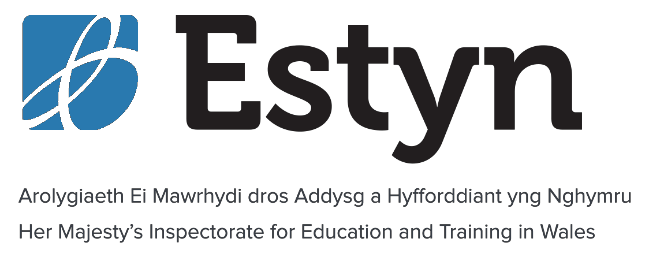 Estyn
Arolygiaeth Ei Mawrhydi dros Addysg a Hyfforddiant yng Nghymru
Her Majesty’s Inspectorate for Education and Training in Wales